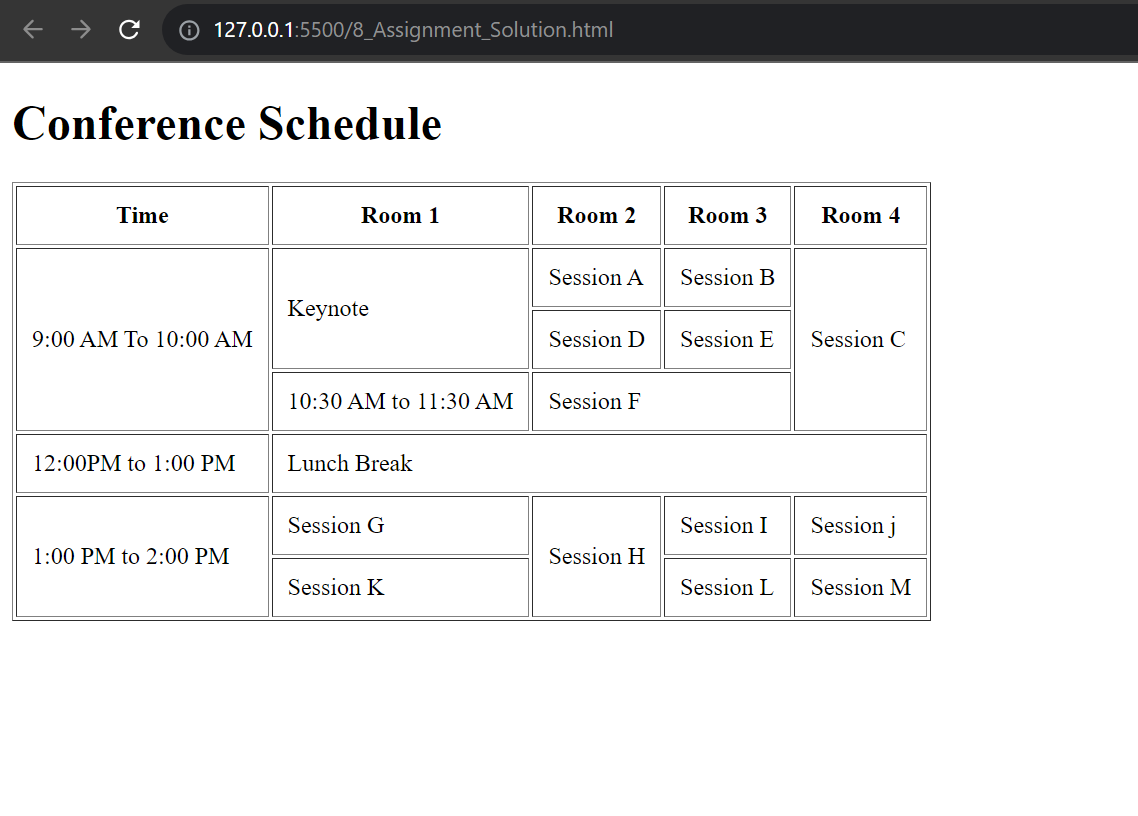 127.0.0.1:5500/8_Assignment_Solution.html
Conference Schedule
Time Room 1 Room 2 Room 3 Room 4
9:00 AM To 10:00 AM Keynote Session A Session B Session C
Session D Session E
10:30 AM to 11:30 AM Session F
12:00PM to 1:00 PM Lunch Break
1:00 PM to 2:00 PM Session G Session H Session I Session j
Session K Session L Session M